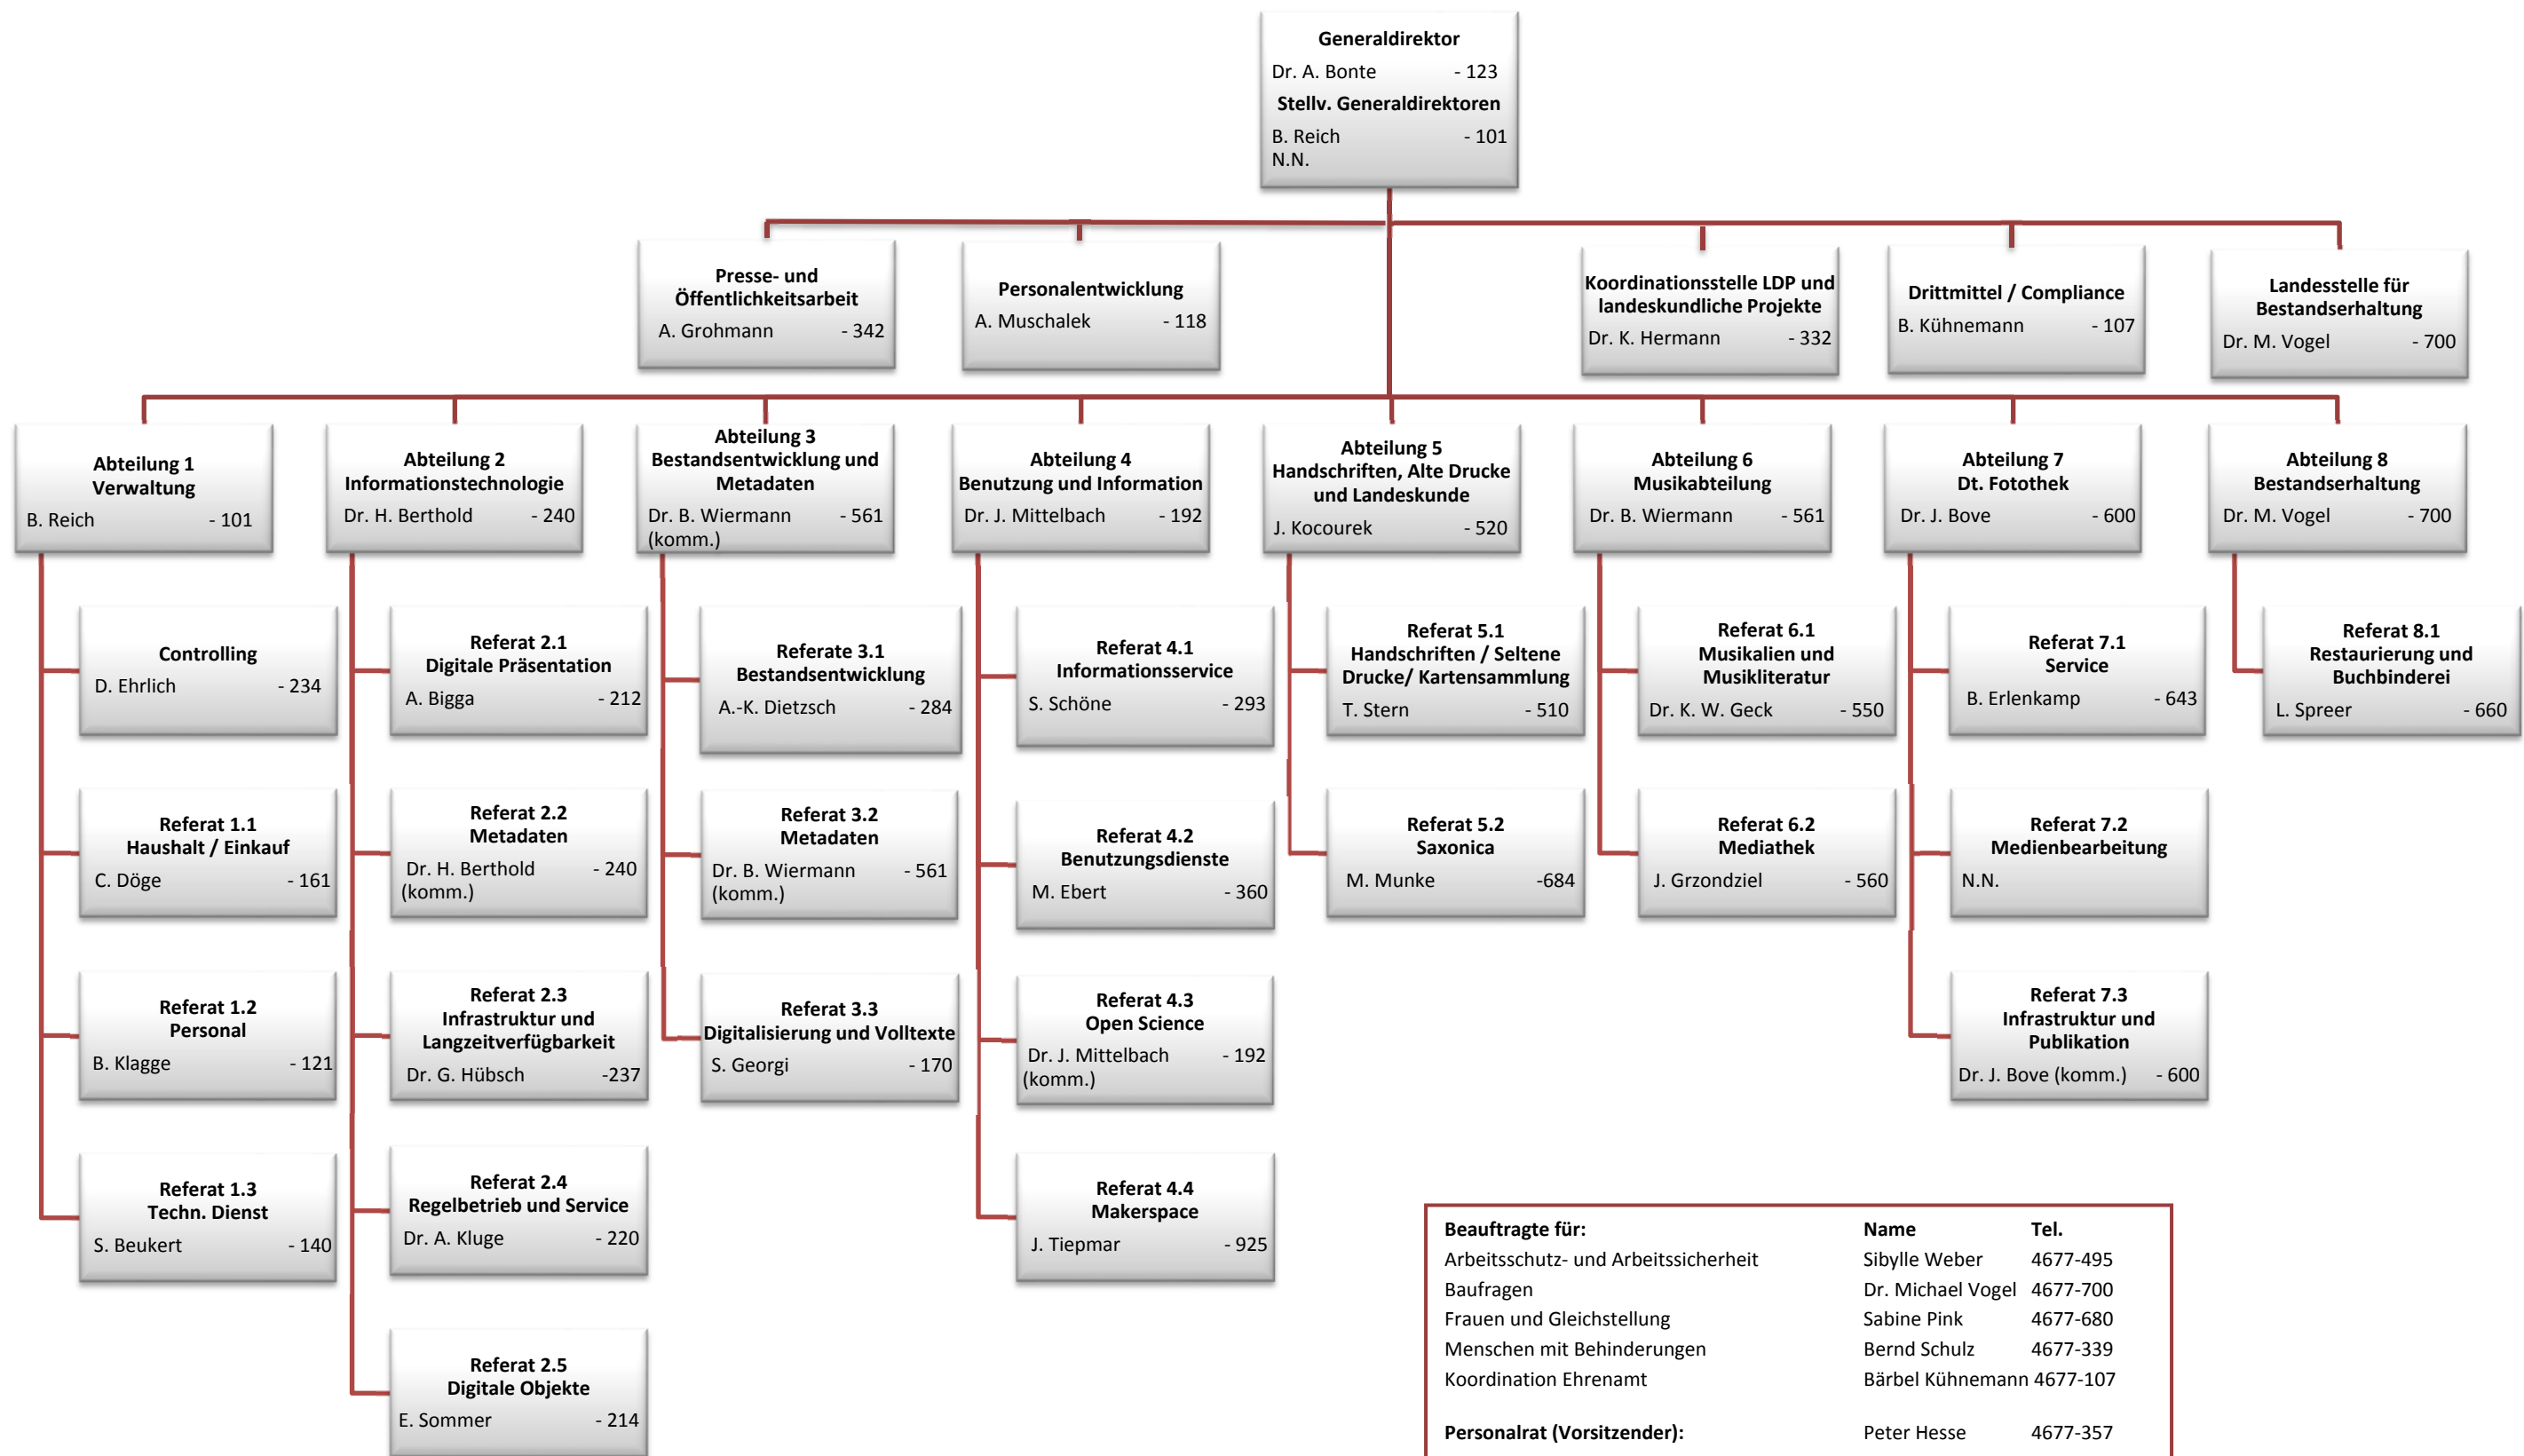 Generaldirektor
Dr. A. Bonte - 123
Stellv. Generaldirektoren
B. Reich - 101
N.N.
Presse- und
Öffentlichkeitsarbeit
A. Grohmann - 342
Personalentwicklung
A. Muschalek - 118
Koordinationsstelle LDP und
landeskundliche Projekte
Dr. K. Hermann - 332
Drittmittel / Compliance
B. Kühnemann - 107
Landesstelle für
Bestandserhaltung
Dr. M. Vogel - 700
Abteilung 1
Verwaltung
B. Reich - 101
Controlling
D. Ehrlich - 234
Referat 1.1
Haushalt / Einkauf
C. Döge - 161
Referat 1.2
Personal
B. Klagge - 121
Referat 1.3
Techn. Dienst
S. Beukert - 140
Abteilung 2
Informationstechnologie
Dr. H. Berthold - 240
Referat 2.1
Digitale Präsentation
A. Bigga - 212
Referat 2.2
Metadaten
Dr. H. Berthold - 240
(komm.)
Referat 2.3
Infrastruktur und
Langzeitverfügbarkeit
Dr. G. Hübsch -237
Referat 2.4
Regelbetrieb und Service
Dr. A. Kluge - 220
Referat 2.5
Digitale Objekte
E. Sommer - 214
Abteilung 3
Bestandsentwicklung und
Metadaten
Dr. B. Wiermann - 561
(komm.)
Referate 3.1
Bestandsentwicklung
A.-K. Dietzsch - 284
Referat 3.2
Metadaten
Dr. B. Wiermann - 561
(komm.)
Referat 3.3
Digitalisierung und Volltexte
S. Georgi - 170
Abteilung 4
Benutzung und Information
Dr. J. Mittelbach - 192
Referat 4.1
Informationsservice
S. Schöne - 293
Referat 4.2
Benutzungsdienste
M. Ebert - 360
Referat 4.3
Open Science
Dr. J. Mittelbach - 192
(komm.)
Referat 4.4
Makerspace
J. Tiepmar - 925
Abteilung 5
Handschriften, Alte Drucke
und Landeskunde
J. Kocourek - 520
Referat 5.1
Handschriften / Seltene
Drucke/ Kartensammlung
T. Stern - 510
Referat 5.2
Saxonica
M. Munke -684
Abteilung 6
Musikabteilung
Dr. B. Wiermann - 561
Referat 6.1
Musikalien und
Musikliteratur
Dr. K. W. Geck - 550
Referat 6.2
Mediathek
J. Grzondziel - 560
Abteilung 7
Dt. Fotothek
Dr. J. Bove - 600
Referat 7.1
Service
B. Erlenkamp - 643
Referat 7.2
Medienbearbeitung
N.N.
Referat 7.3
Infrastruktur und
Publikation
Dr. J. Bove (komm.) - 600
Abteilung 8
Bestandserhaltung
Dr. M. Vogel - 700
Referat 8.1
Restaurierung und
Buchbinderei
L. Spreer - 660
Beauftragte für: Name Tel.
Arbeitsschutz- und Arbeitssicherheit Sibylle Weber 4677-495
Baufragen Dr. Michael Vogel 4677-700
Frauen und Gleichstellung Sabine Pink 4677-680
Menschen mit Behinderungen Bernd Schulz 4677-339
Koordination Ehrenamt Bärbel Kühnemann 4677-107
Personalrat (Vorsitzender): Peter Hesse 4677-357